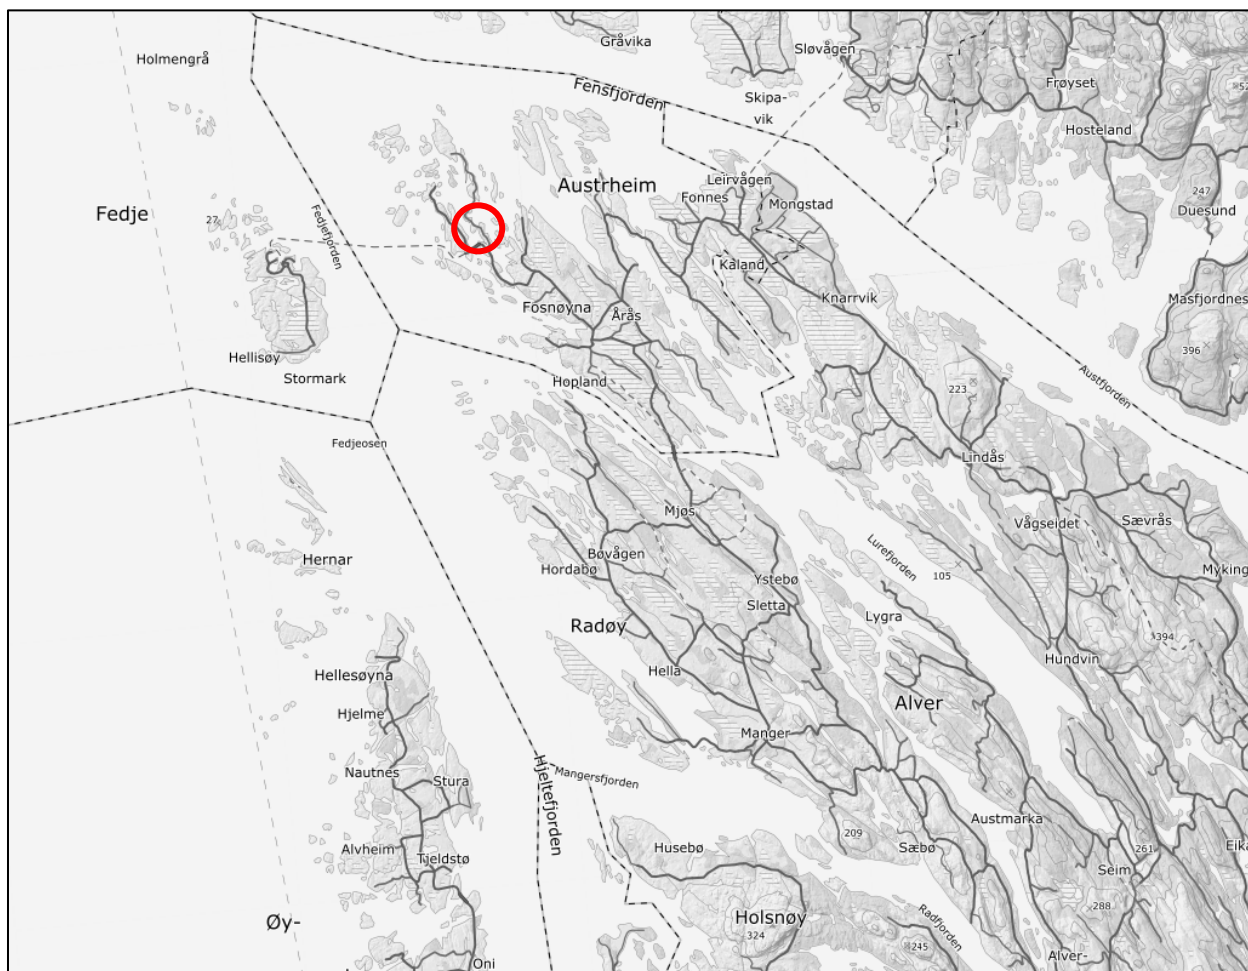 Gråvika
Sløvågen
Holmengrå
Frøyset
Fensfjorden
Skipa-
vik
Hosteland
Leirvågen
Austrheim
Fonnes
247
Mongstad
Fedje
27
Duesund
Fedjefjorden
Kaland
Knarrvik
Masfjordnes
Fosnøyna
Årås
396
Hellisøy
Stormark
Hopland
223
Austfjorden
Fedjeosen
Lindås
Mjøs
Vågseidet
Sævrås
Hernar
Bøvågen
Hordabø
Lurefjorden
105
Myking
Ystebø
Sletta
Lygra
Radøy
394
Hundvin
Hellesøyna
Hella
Alver
Hjelme
Manger
Nautnes
Stura
Hjeltefjorden
Mangersfjorden
Austmarka
209
Alvheim
Tjeldstø
Husebø
Sæbø
261
Eika
Seim
Øy-
Holsnøy
324
288
Radfjorden
245
Oni
Alver-